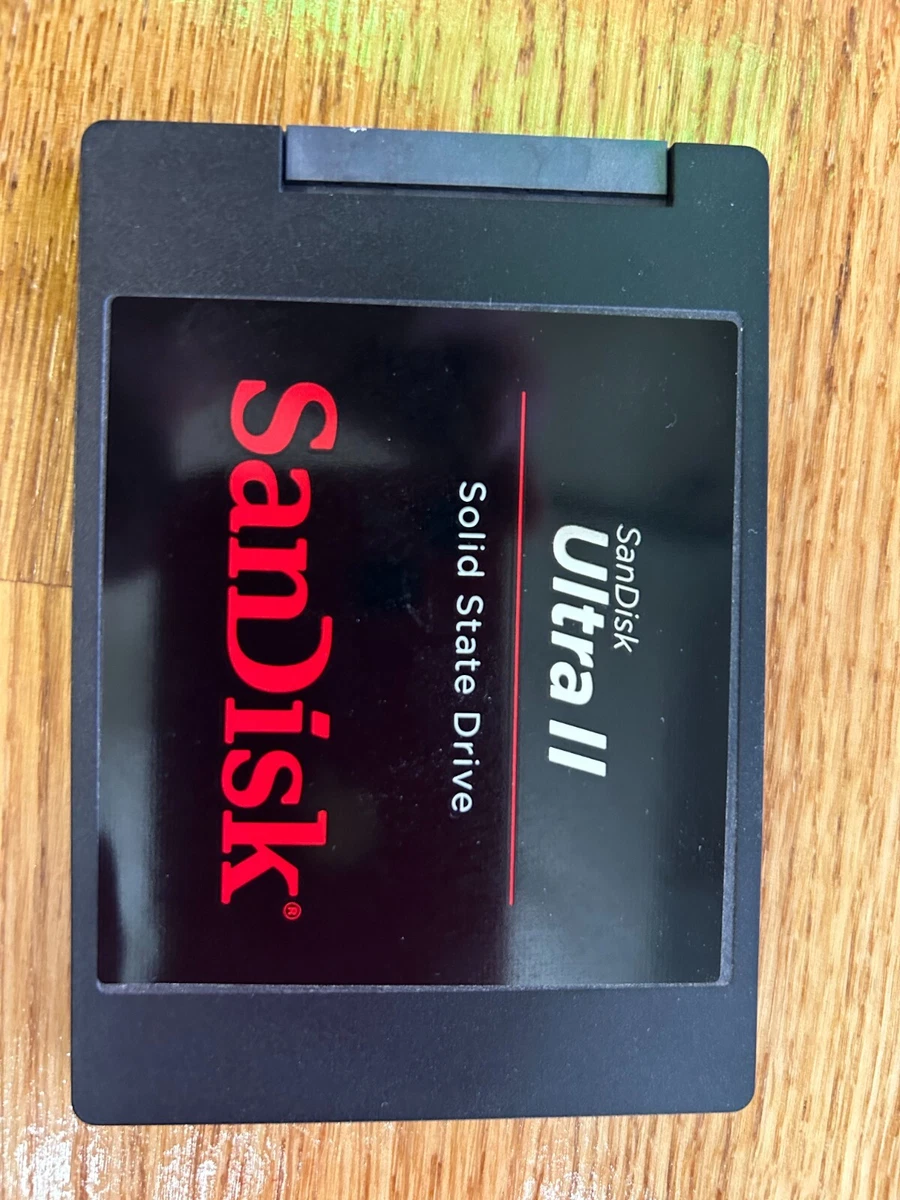 SanDisk
Ultra II
Solid State Drive
SanDisk®